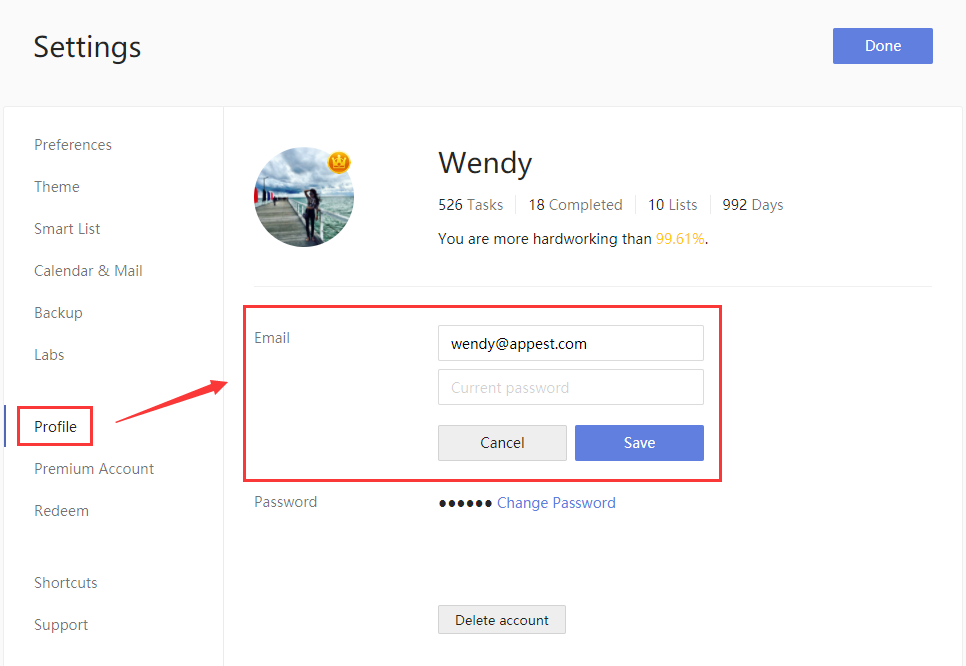 Settings
Done
Preferences
Theme
Smart List
Calendar & Mail
Backup
Labs
Profile
Premium Account
Redeem
Shortcuts
Support
Wendy
526 Tasks 18 Completed 10 Lists 992 Days
You are more hardworking than 99.61%.
Email
wendy@appest.com
Current password
Cancel Save
Password ●●●●●● Change Password
Delete account